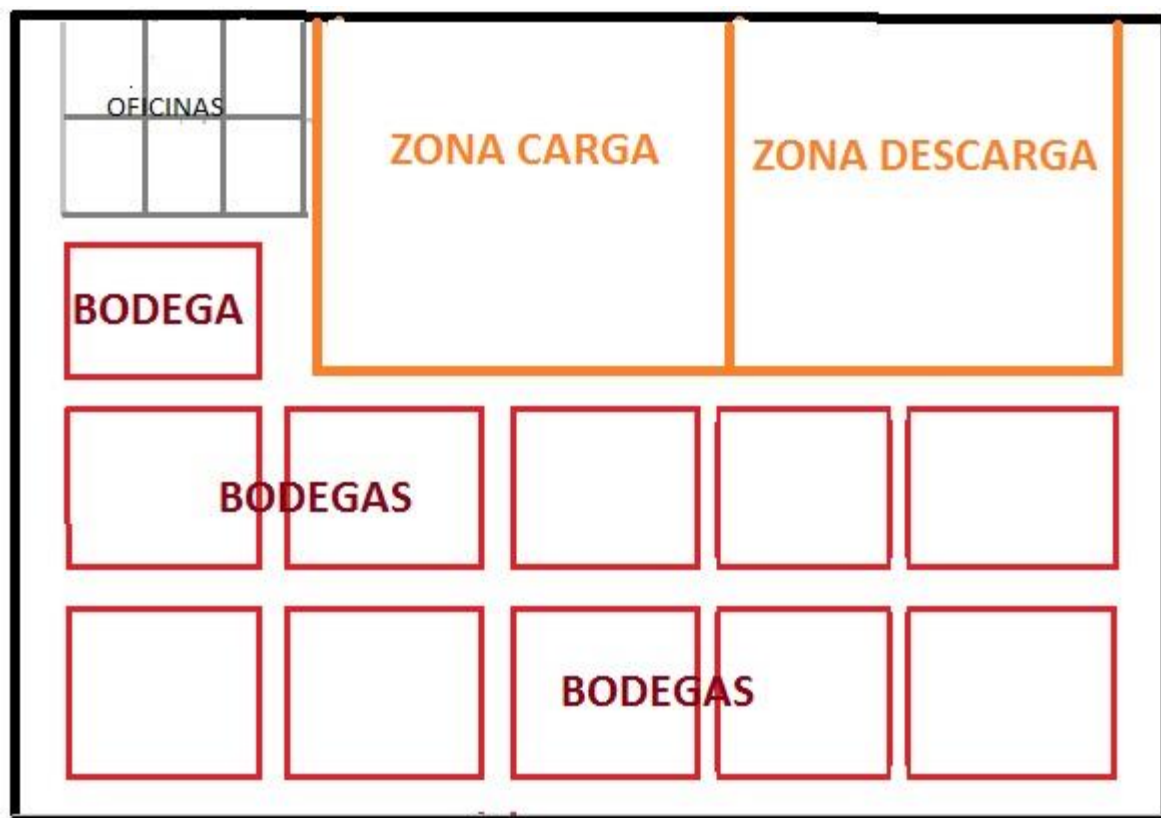 OFICINAS
ZONA CARGA
ZONA DESCARGA
BODEGA
BODEGAS
BODEGAS